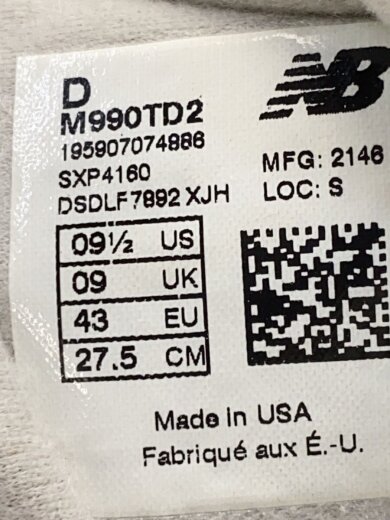 D
NB
M990TD2
195907074886
SXP4160
MFG: 2146
DSDLF7892 XJH
LOC: S
09½ US
09 UK
43 EU
27.5 CM
Made in USA
Fabriqué aux É.-U.